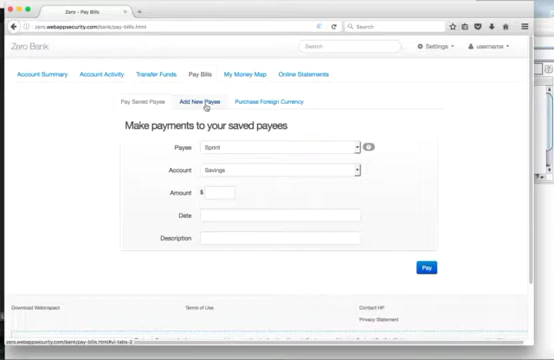 Zero - Pay Bills
zero.webappsecurity.com/bank/pay-bills.html
Search
Zero Bank
Search
Settings
username
Account Summary
Account Activity
Transfer Funds
Pay Bills
My Money Map
Online Statements
Pay Saved Payee
Add New Payee
Purchase Foreign Currency
Make payments to your saved payees
Payee
Sprint
Account
Savings
Amount
$
Date
Description
Pay
Download WebInspect
Terms of Use
Contact HP
Privacy Statement
zero.webappsecurity.com/bank/pay-bills.html#ui-tabs-2